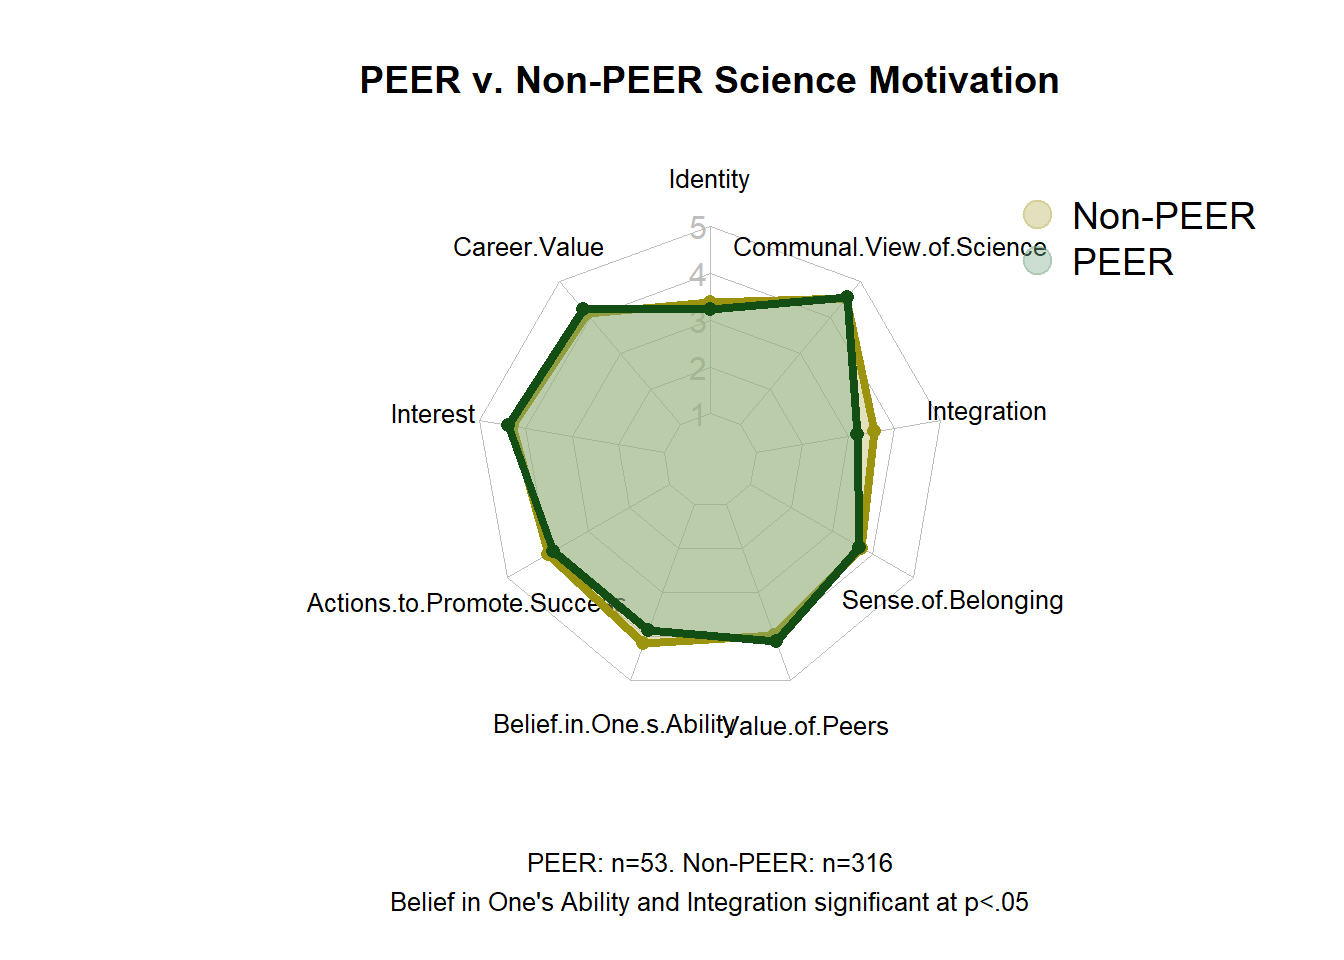 PEER v. Non-PEER Science Motivation
Identity
Non-PEER
PEER
5
4
3
2
1
Career.Value
Communal.View.of.Science
Interest
Integration
Actions.to.Promote.Success
Sense.of.Belonging
Belief.in.One.s.Ability
Value.of.Peers
PEER: n=53. Non-PEER: n=316
Belief in One's Ability and Integration significant at p<.05